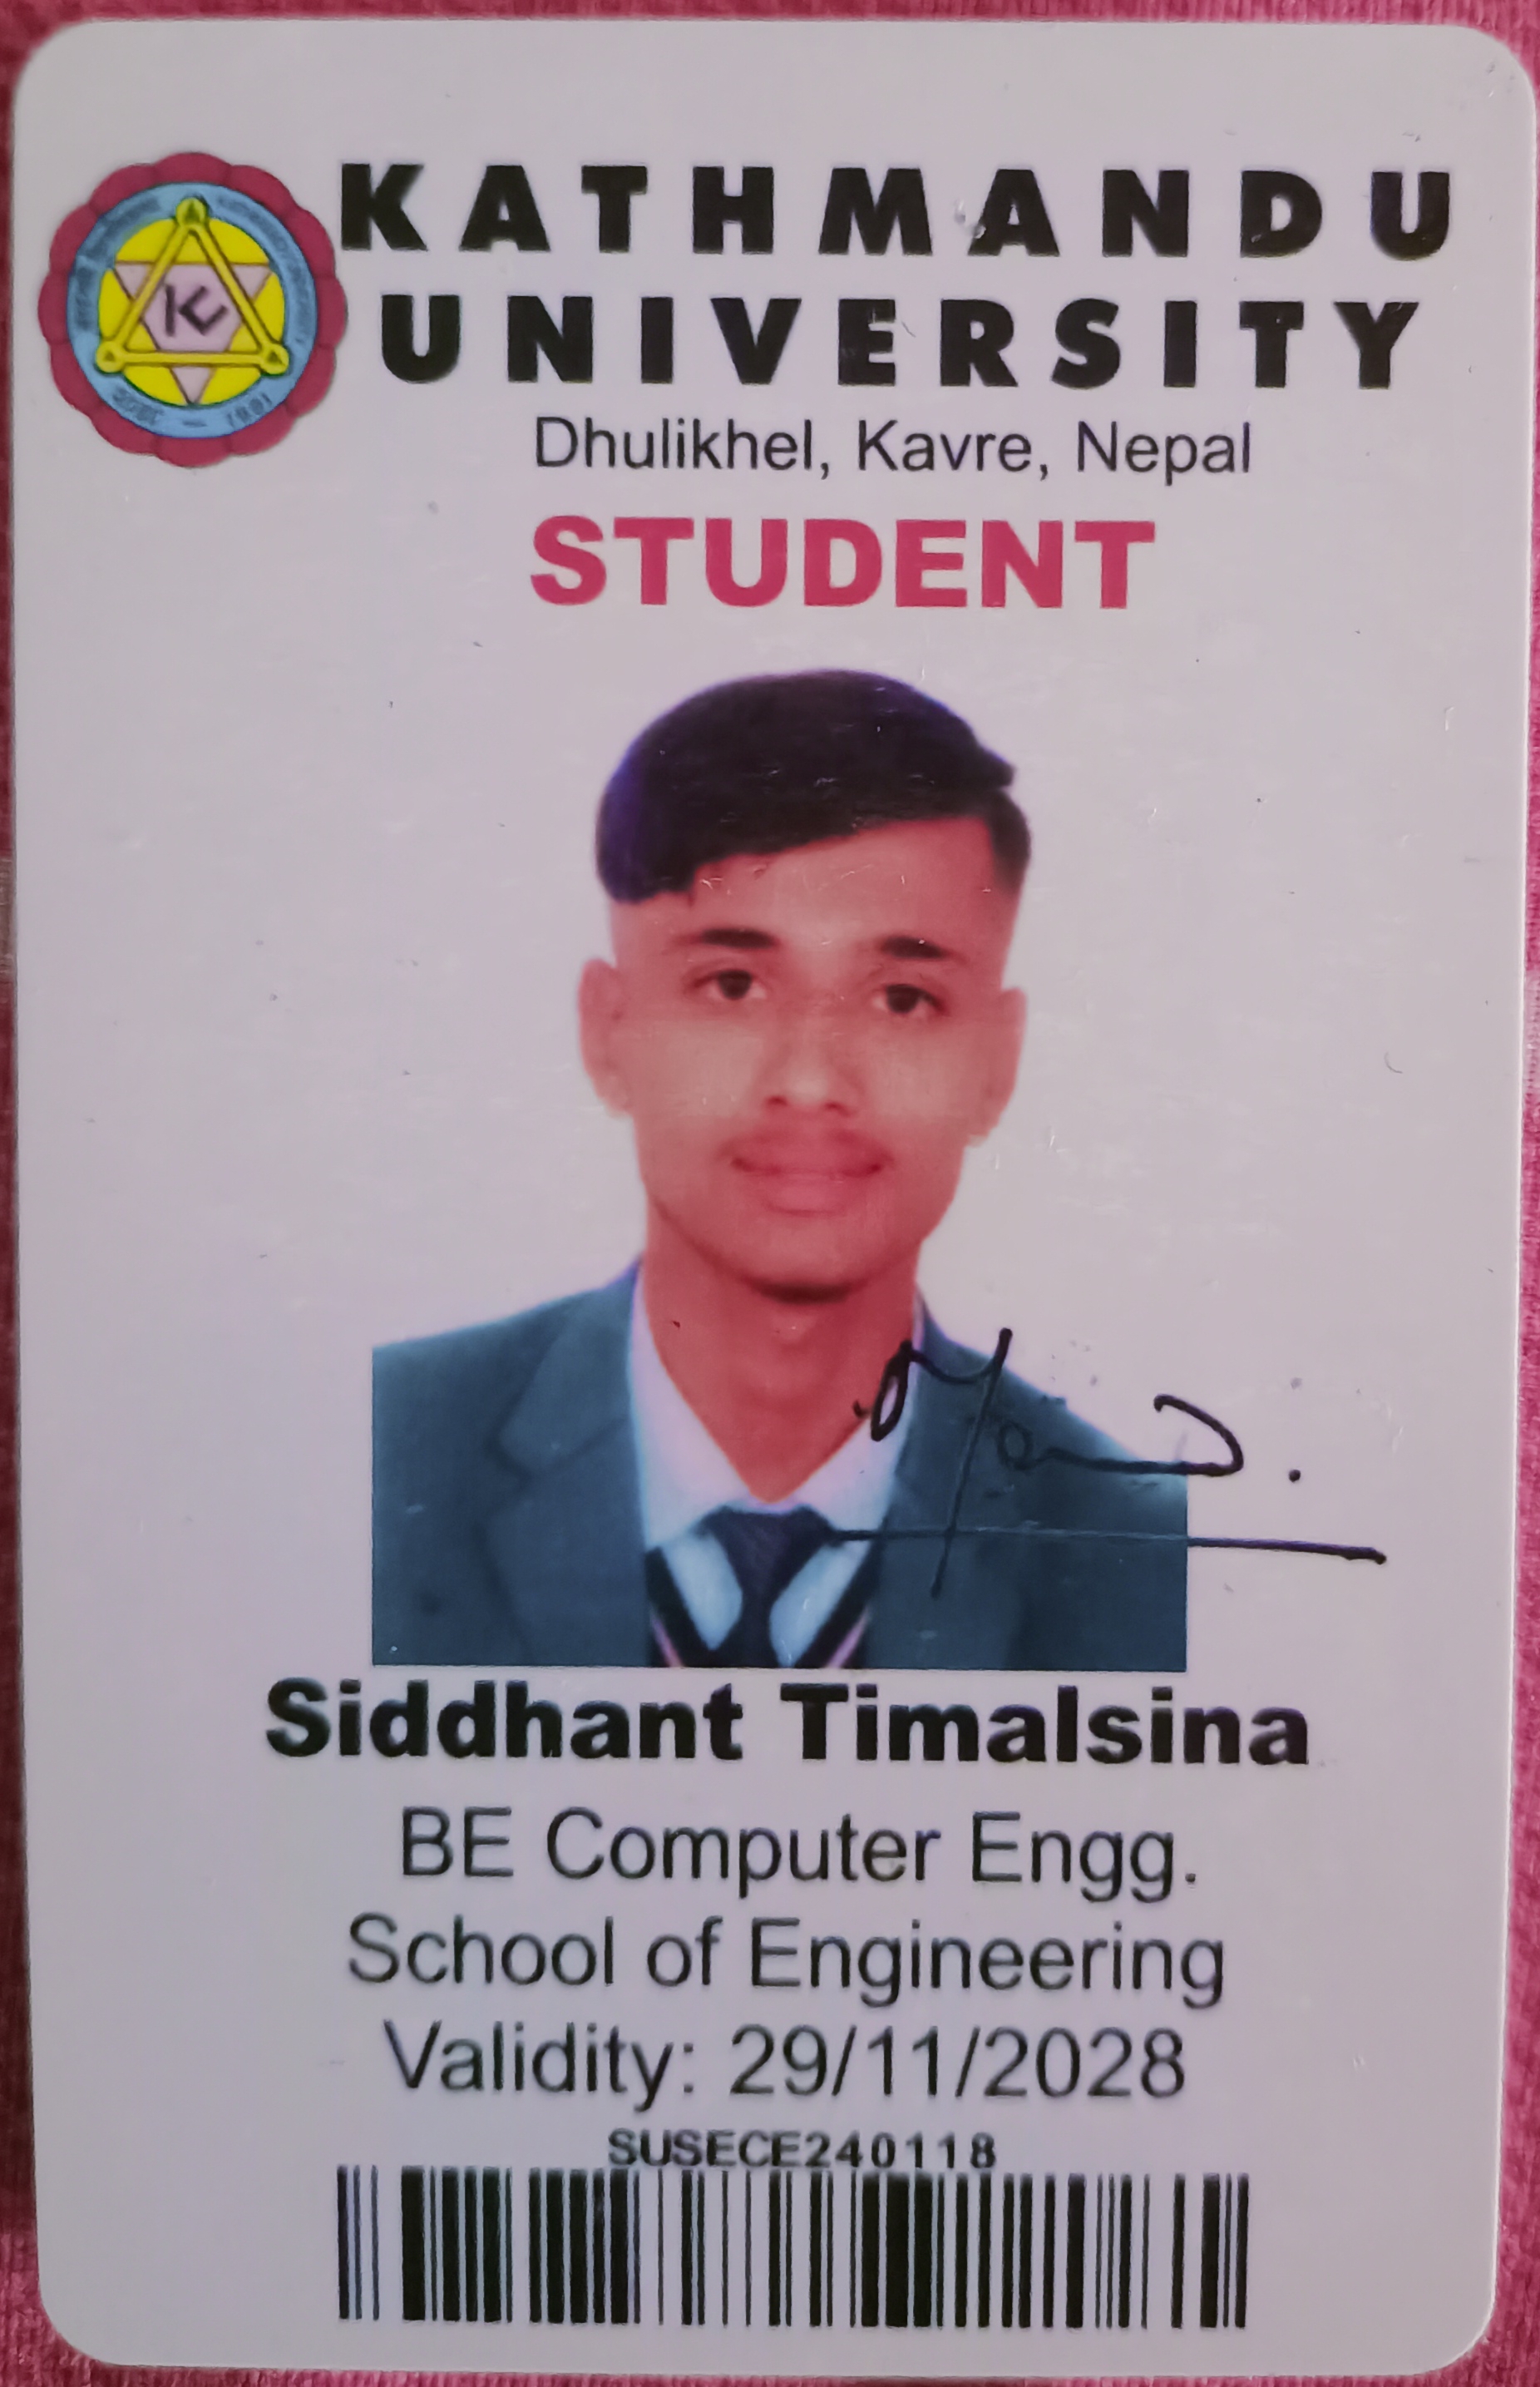 KATHMANDU
UNIVERSITY
Dhulikhel, Kavre, Nepal
STUDENT
Siddhant Timalsina
BE Computer Engg.
School of Engineering
Validity: 29/11/2028
SUSECE240118